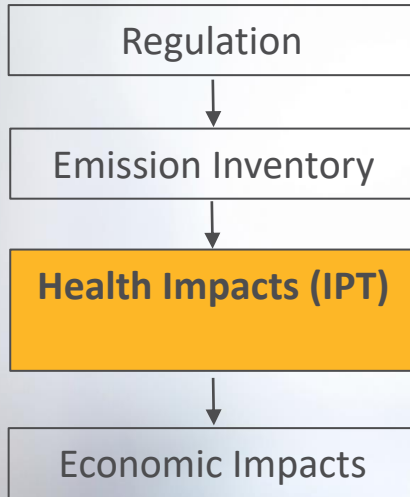 Regulation
Emission Inventory
Health Impacts (IPT)
Economic Impacts